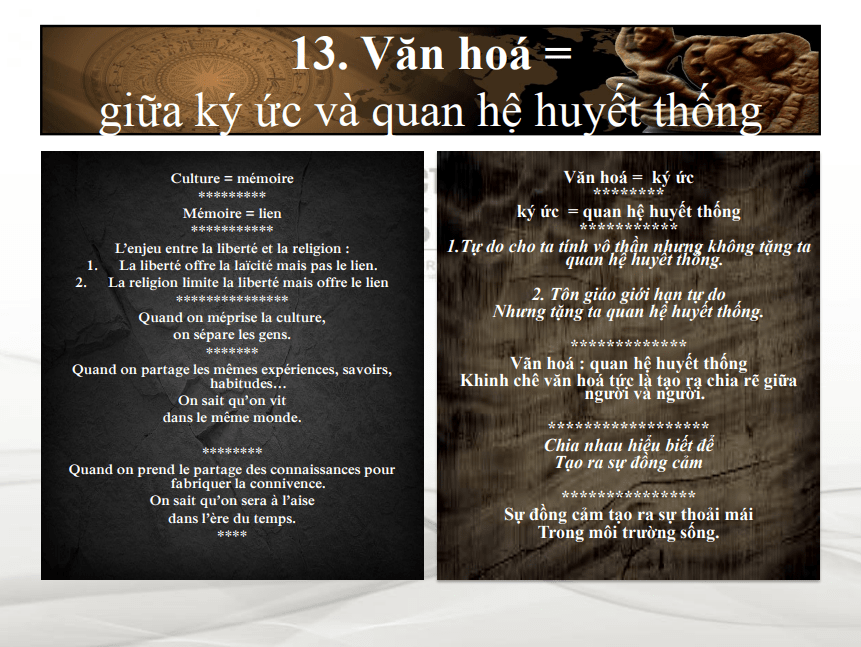 13. Văn hoá =
giữa ký ức và quan hệ huyết thống
Culture = mémoire
*********
Mémoire = lien
***********
L’enjeu entre la liberté et la religion :
1. La liberté offre la laïcité mais pas le lien.
2. La religion limite la liberté mais offre le lien
***************
Quand on méprise la culture,
on sépare les gens.
*******
Quand on partage les mêmes expériences, savoirs,
habitudes…
On sait qu’on vit
dans le même monde.
********
Quand on prend le partage des connaissances pour
fabriquer la connivence.
On sait qu’on sera à l’aise
dans l’ère du temps.
****
Văn hoá = ký ức
********
ký ức = quan hệ huyết thống
***********
1.Tự do cho ta tính vô thần nhưng không tặng ta
quan hệ huyết thống.
2. Tôn giáo giới hạn tự do
Nhưng tặng ta quan hệ huyết thống.
*************
Văn hoá : quan hệ huyết thống
Khinh chê văn hoá tức là tạo ra chia rẽ giữa
người và người.
******************
Chia nhau hiểu biết để
Tạo ra sự đồng cảm
***************
Sự đồng cảm tạo ra sự thoải mái
Trong môi trường sống.